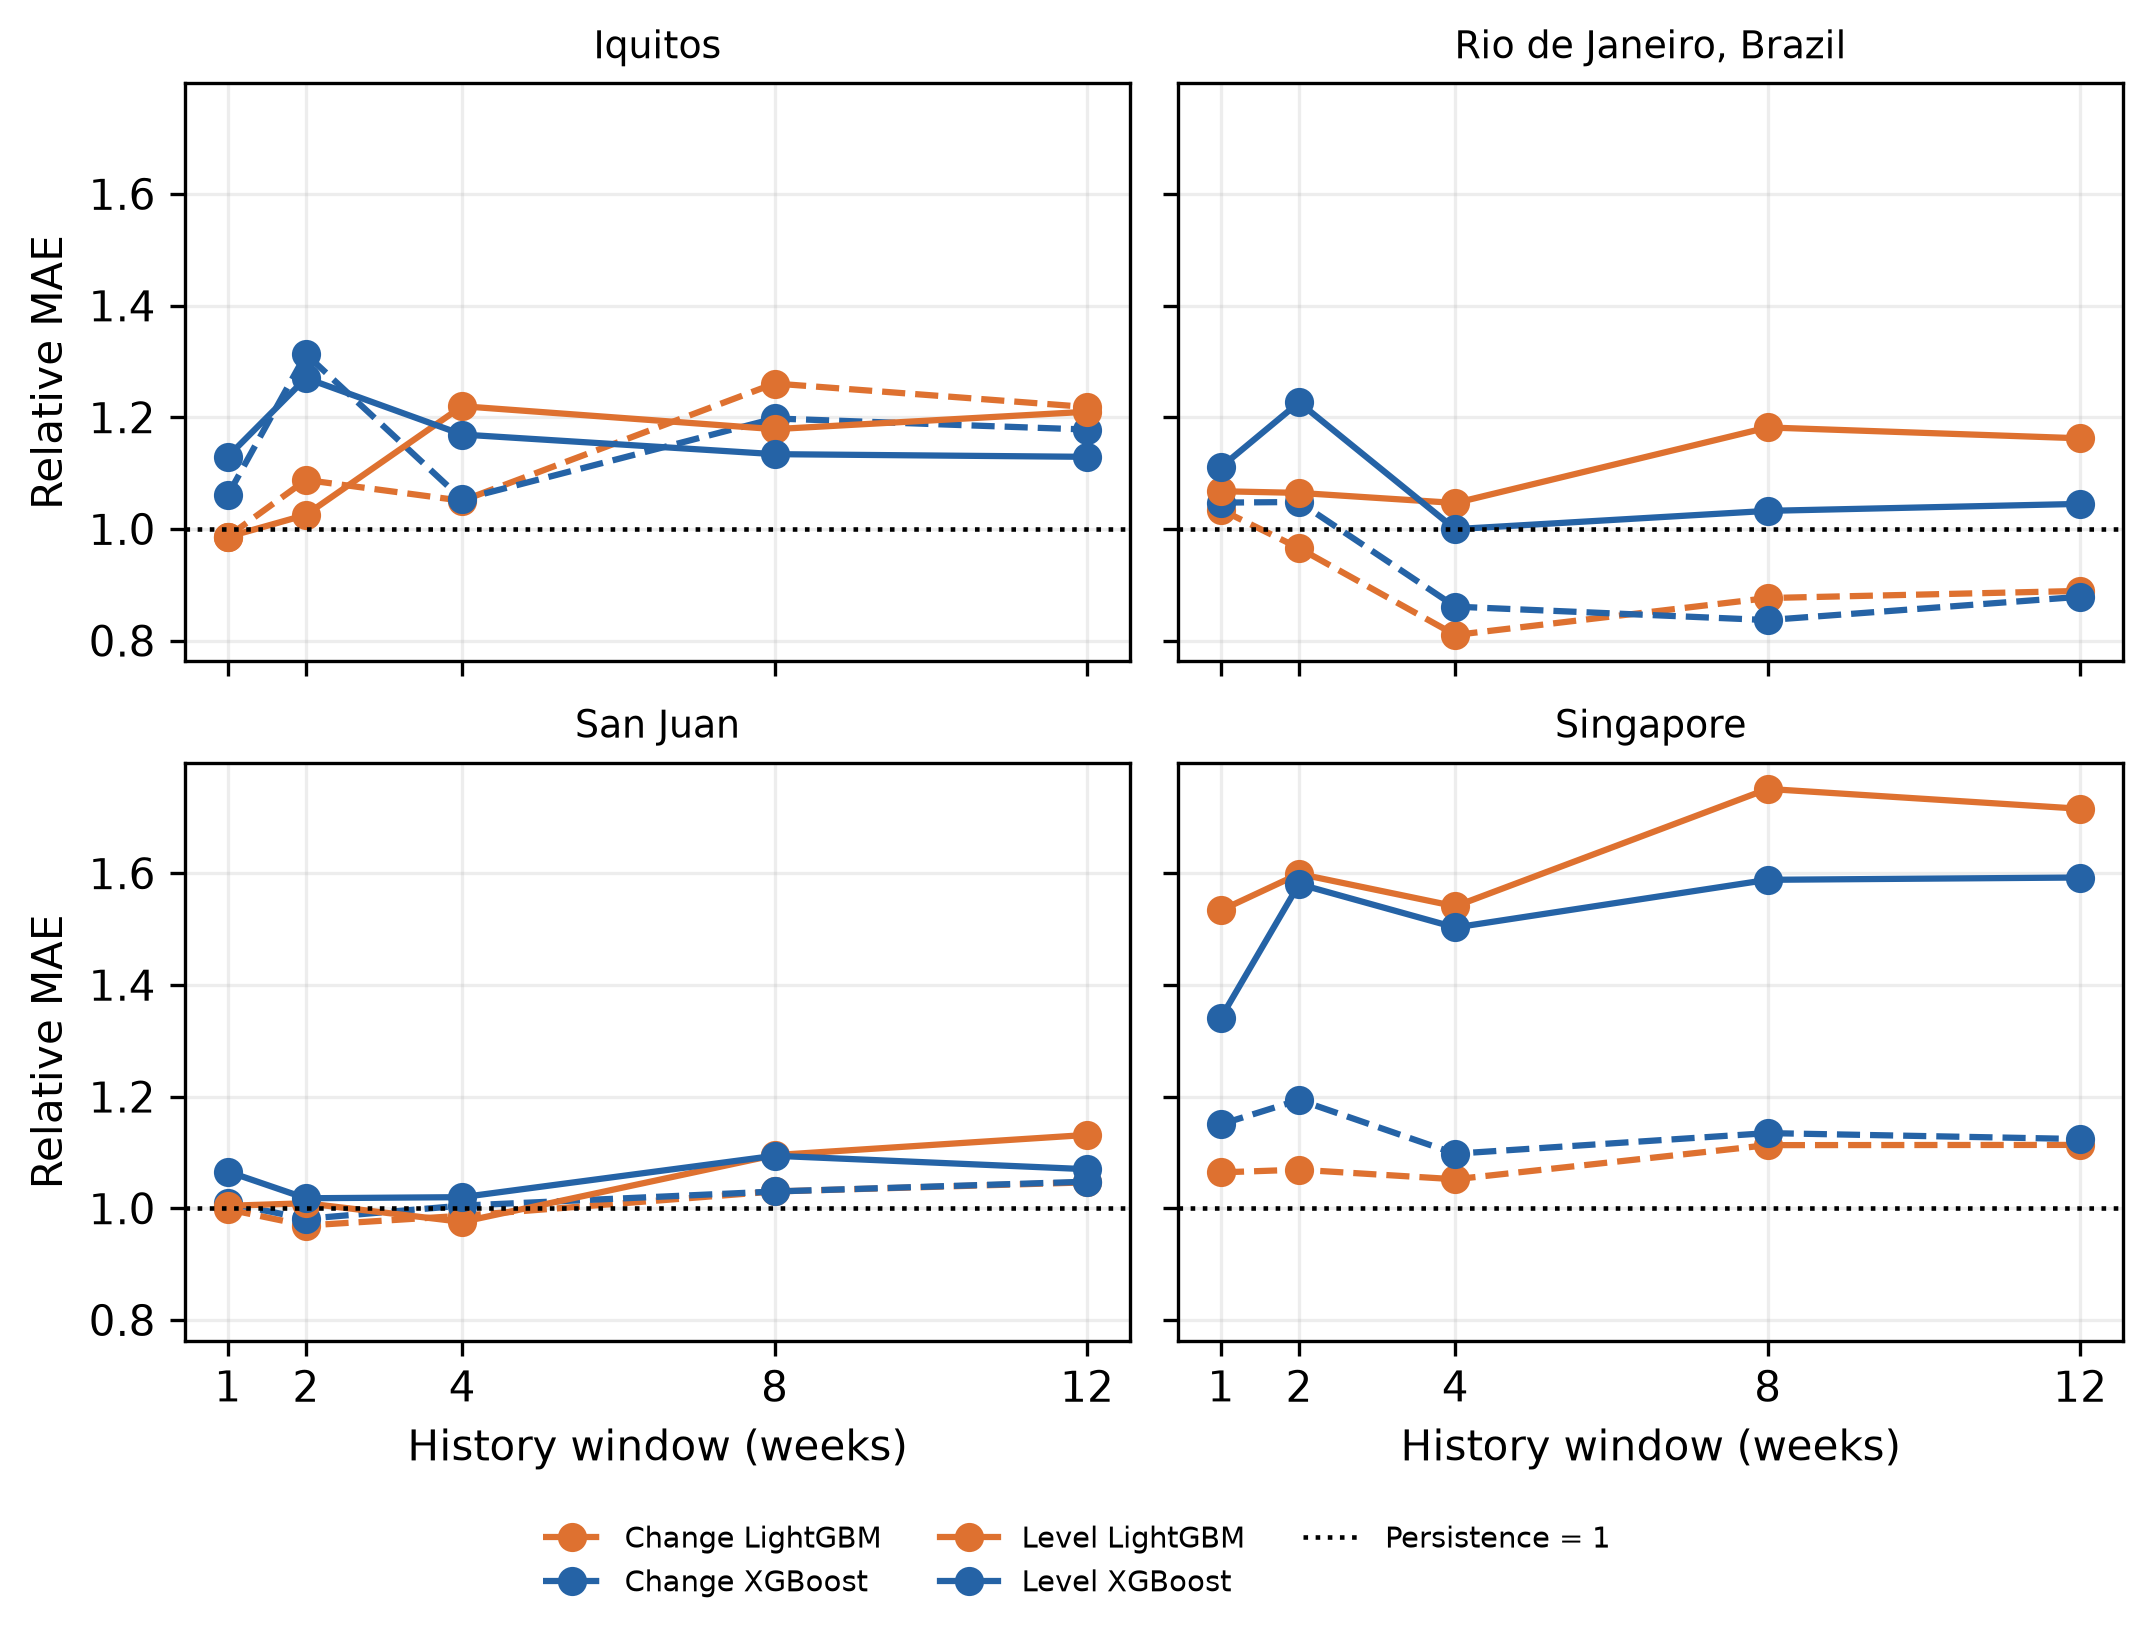 Iquitos
Rio de Janeiro, Brazil
Relative MAE
1.6
1.4
1.2
1.0
0.8
San Juan
Singapore
Relative MAE
1.6
1.4
1.2
1.0
0.8
1 2 4 8 12
1 2 4 8 12
History window (weeks)
History window (weeks)
Change LightGBM
Level LightGBM
Persistence = 1
Change XGBoost
Level XGBoost